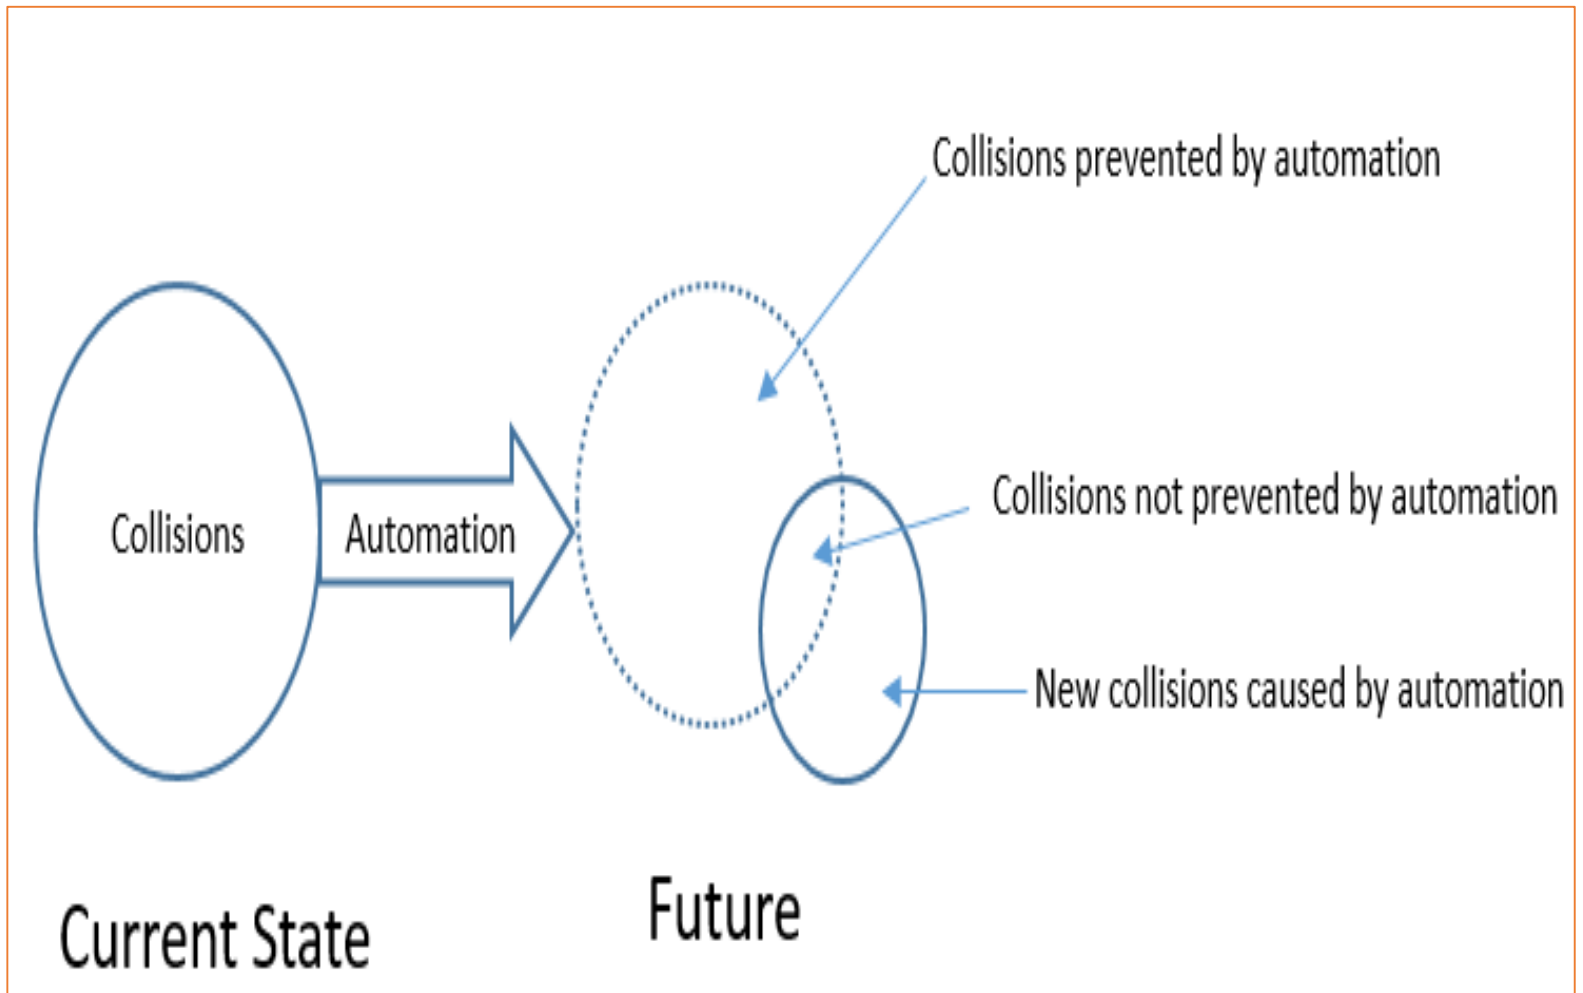 Collisions prevented by automation
Collisions not prevented by automation
Collisions
Automation
New collisions caused by automation
Current State
Future